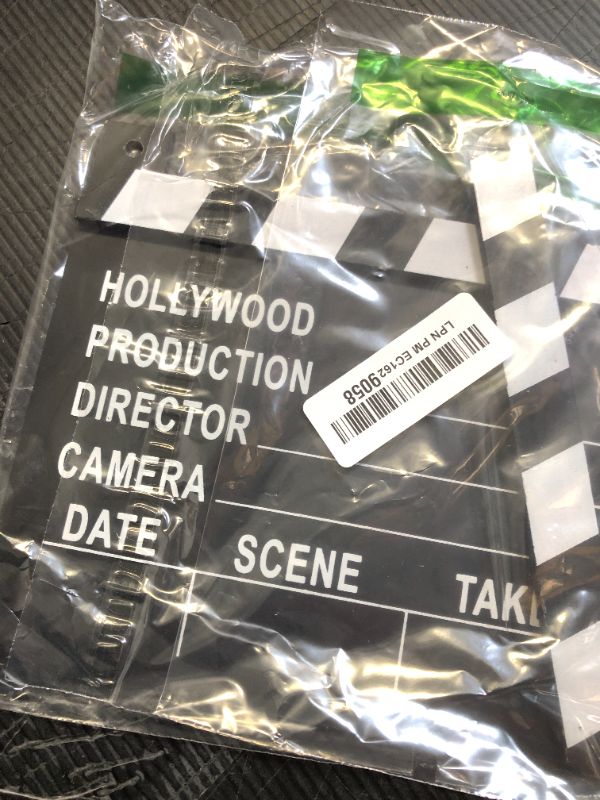 HOLLYWOOD
PRODUCTION
DIRECTOR
CAMERA
DATE SCENE TAKE
LPN PM EC1629058